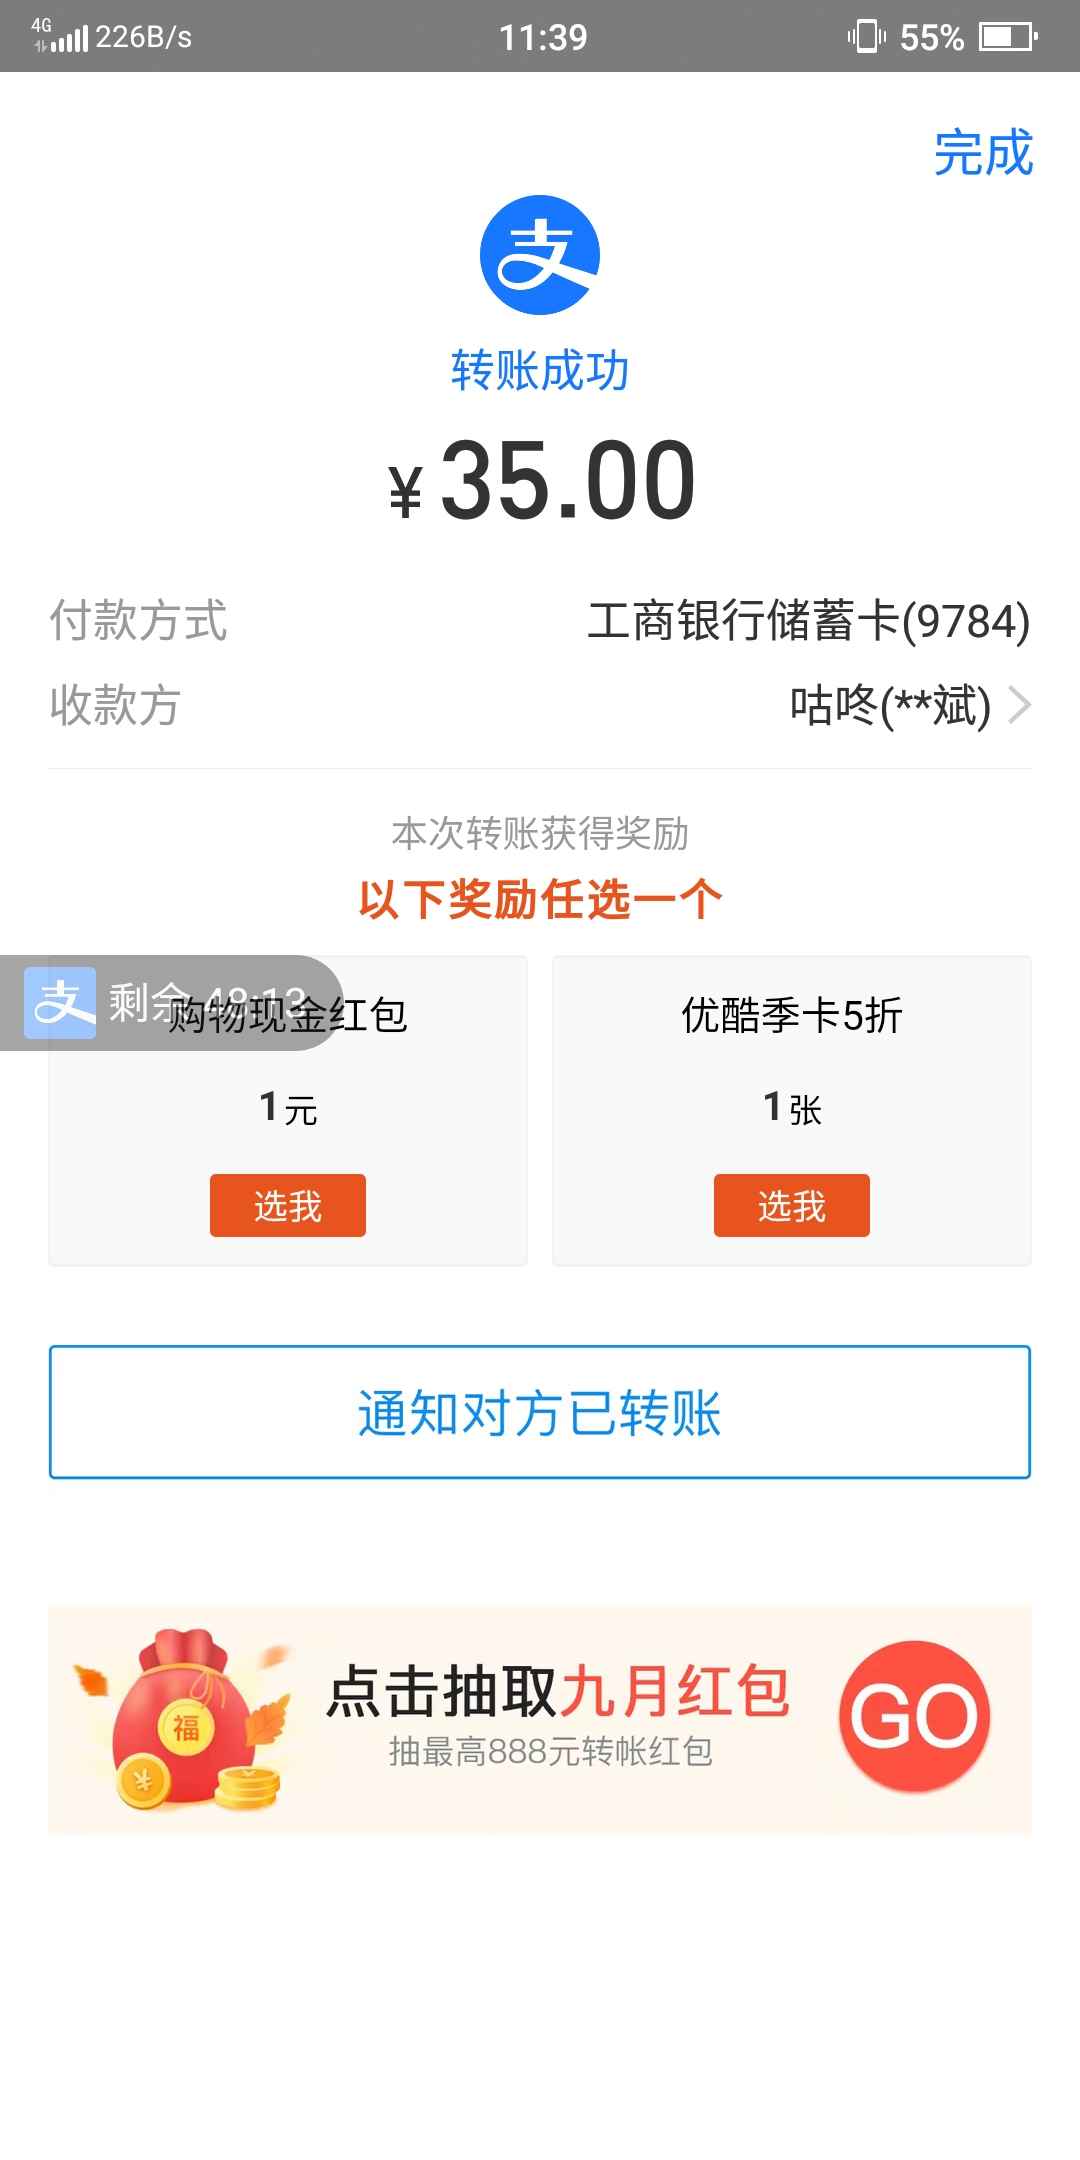 4G 226B/s 11:39 55%
完成
支
转账成功
¥35.00
付款方式 工商银行储蓄卡(9784)
收款方 咕咚(**斌)
本次转账获得奖励
以下奖励任选一个
支 剩余 48:13
购物现金红包
1元
选我
优酷季卡5折
1张
选我
通知对方已转账
福
¥
点击抽取九月红包
抽最高888元转帐红包
GO